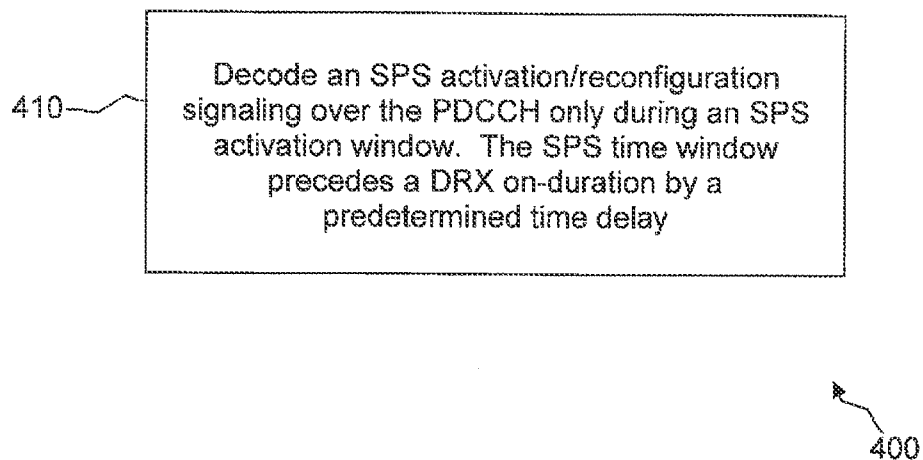 Decode an SPS activation/reconfiguration
410
signaling over the PDCCH only during an SPS
activation window. The SPS time window
precedes a DRX on-duration by a
predetermined time delay
400